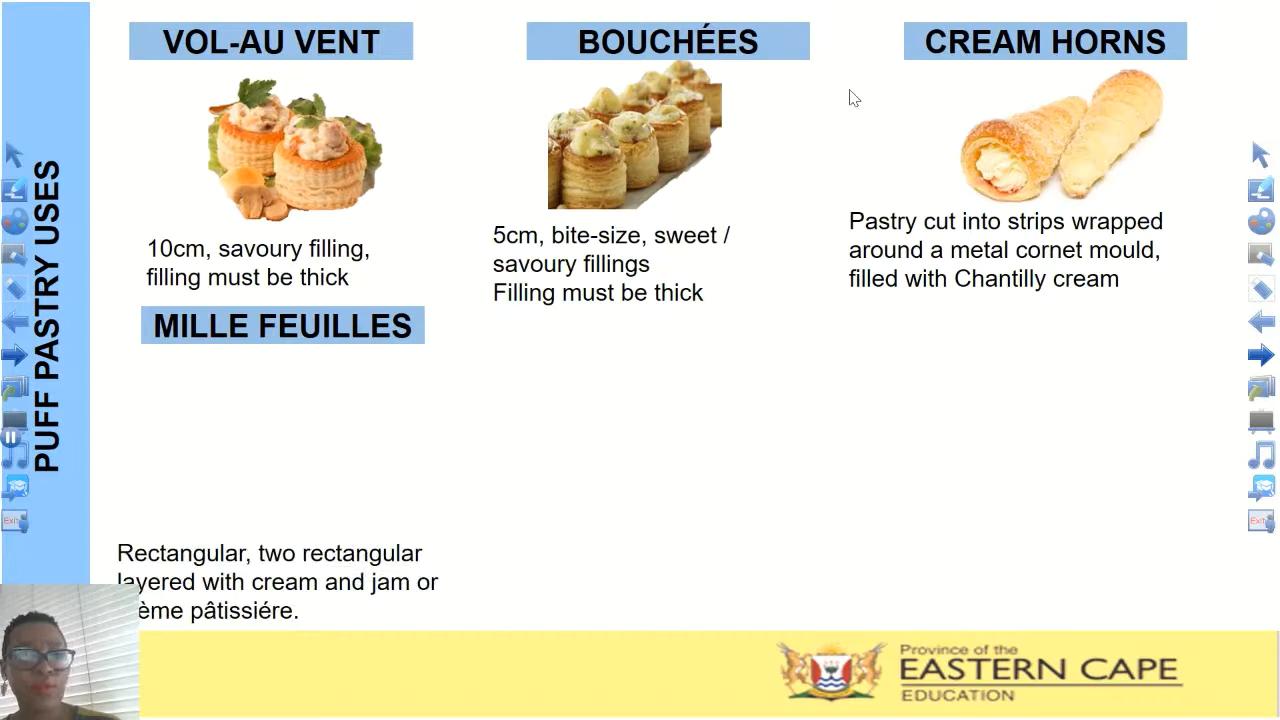 PUFF PASTRY USES
VOL-AU VENT
10cm, savoury filling,
filling must be thick
BOUCHÉES
5cm, bite-size, sweet /
savoury fillings
Filling must be thick
CREAM HORNS
Pastry cut into strips wrapped
around a metal cornet mould,
filled with Chantilly cream
MILLE FEUILLES
Rectangular, two rectangular
layered with cream and jam or
ème pâtissiére.
Exit
Exit
Province of the
EASTERN CAPE
EDUCATION